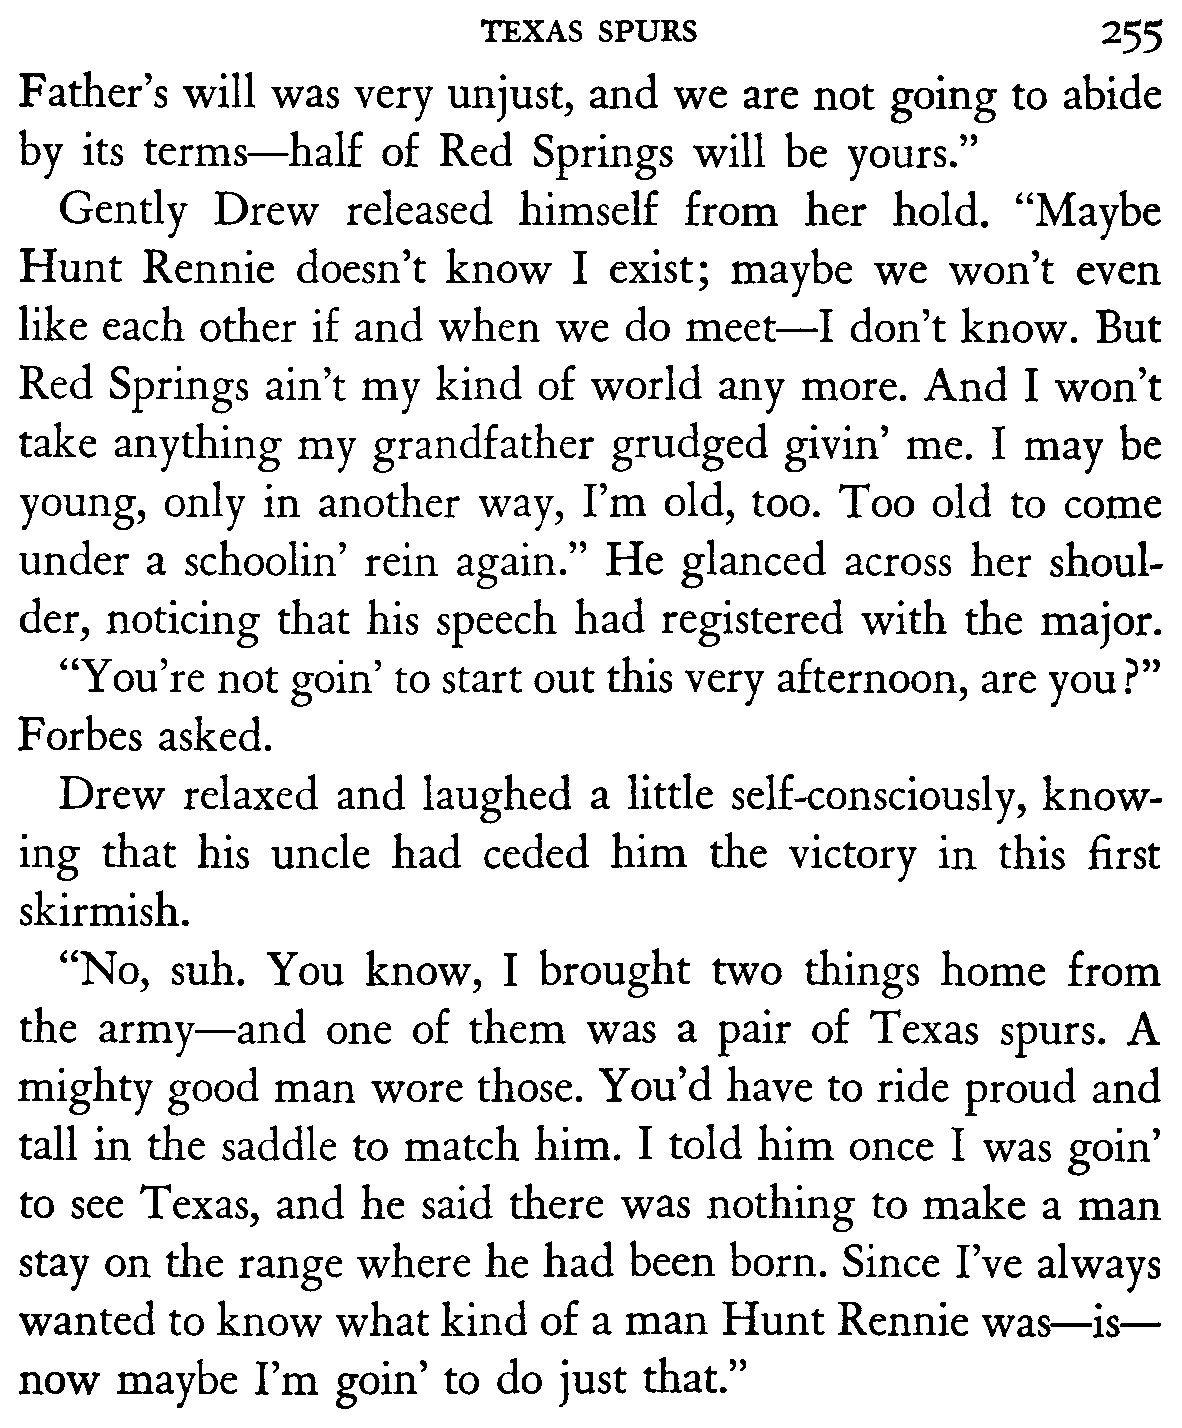 TEXAS SPURS 255
Father's will was very unjust, and we are not going to abide
by its terms—half of Red Springs will be yours.”
Gently Drew released himself from her hold. “Maybe
Hunt Rennie doesn't know I exist; maybe we won't even
like each other if and when we do meet—I don't know. But
Red Springs ain't my kind of world any more. And I won't
take anything my grandfather grudged givin' me. I may be
young, only in another way, I'm old, too. Too old to come
under a schoolin' rein again.” He glanced across her shoul-
der, noticing that his speech had registered with the major.
“You're not goin' to start out this very afternoon, are you?”
Forbes asked.
Drew relaxed and laughed a little self-consciously, know-
ing that his uncle had ceded him the victory in this first
skirmish.
“No, suh. You know, I brought two things home from
the army—and one of them was a pair of Texas spurs. A
mighty good man wore those. You'd have to ride proud and
tall in the saddle to match him. I told him once I was goin'
to see Texas, and he said there was nothing to make a man
stay on the range where he had been born. Since I've always
wanted to know what kind of a man Hunt Rennie was—is—
now maybe I'm goin' to do just that.”